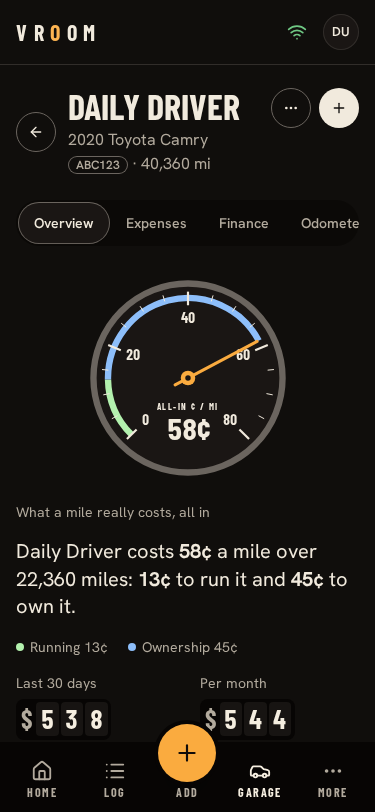 VROOM
DU
DAILY DRIVER
2020 Toyota Camry
ABC123 · 40,360 mi
Overview Expenses Finance Odomete
40
20 60
ALL-IN ¢ / MI
0 58¢ 80
What a mile really costs, all in
Daily Driver costs 58¢ a mile over
22,360 miles: 13¢ to run it and 45¢ to
own it.
Running 13¢ Ownership 45¢
Last 30 days Per month
$538 $544
HOME LOG ADD GARAGE MORE